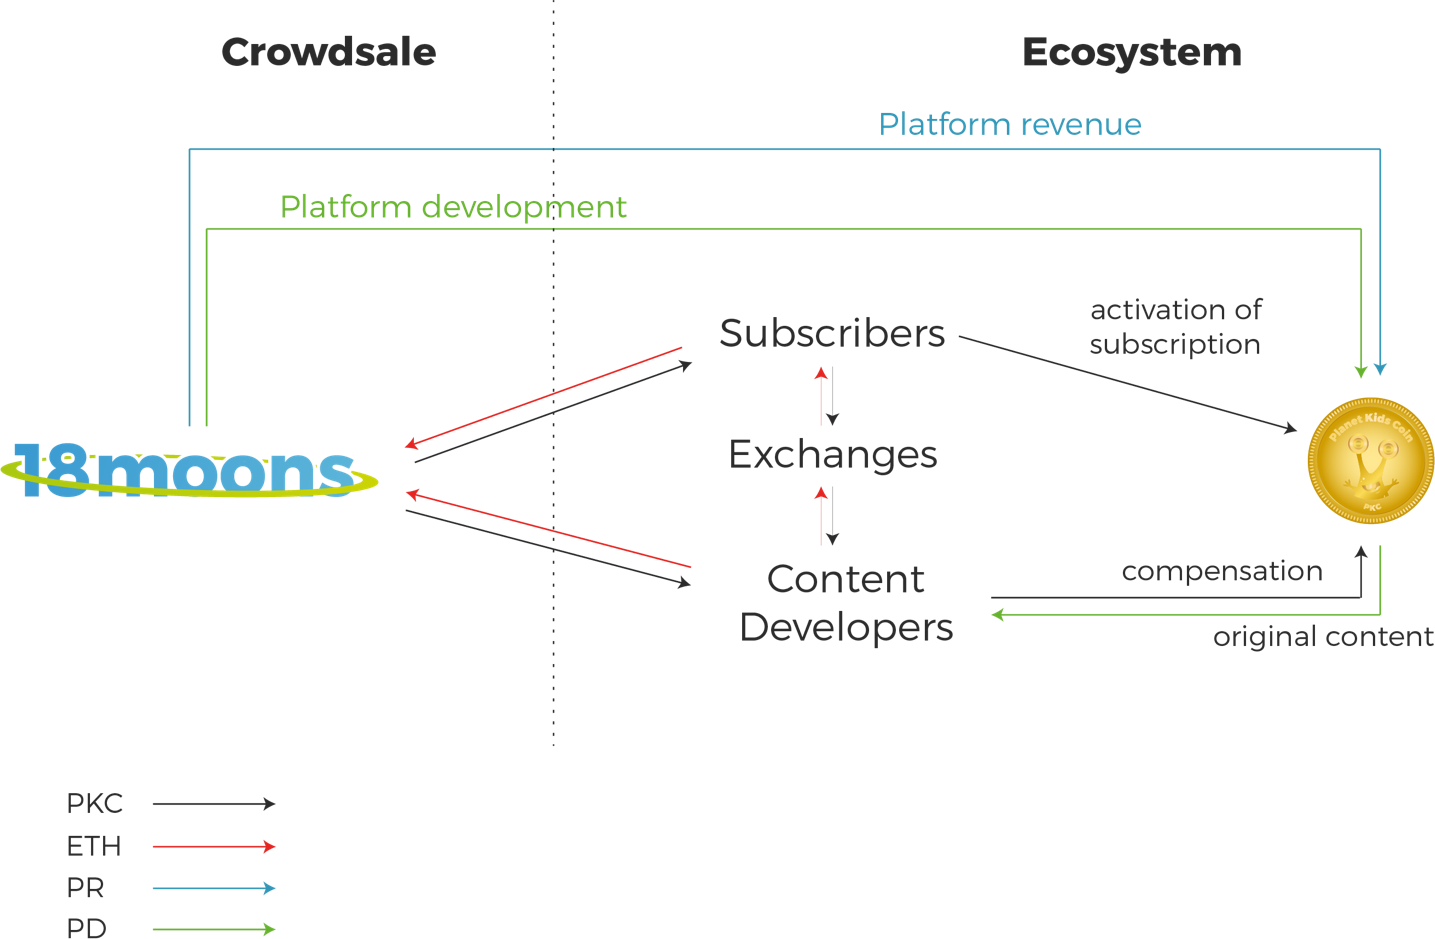 Crowdsale
Ecosystem
Platform revenue
Platform development
activation of
subscription
Subscribers
18moons
Exchanges
Planet Kids Coin
PKC
Content
Developers
compensation
original content
PKC
ETH
PR
PD